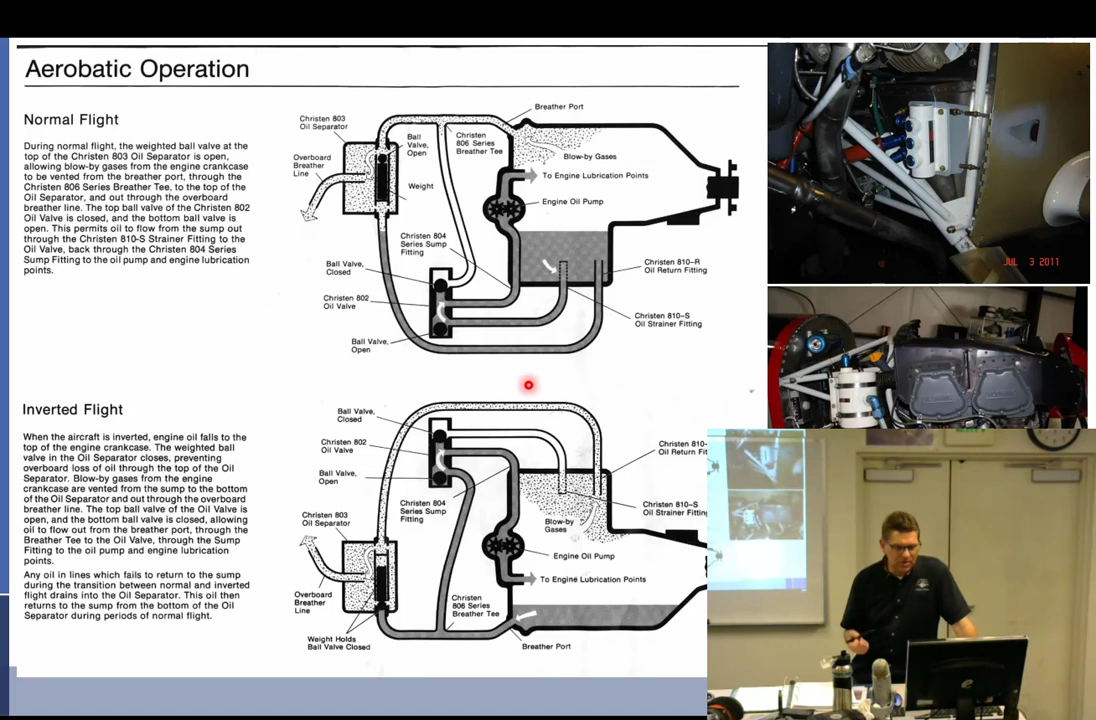 Aerobatic Operation
Normal Flight
During normal flight, the weighted ball valve at the
top of the Christen 803 Oil Separator is open,
allowing blow-by gases from the engine crankcase
to be vented from the breather port, through the
Christen 806 Series Breather Tee, to the top of the
Oil Separator, and out through the overboard
breather line. The top ball valve of the Christen 802
Oil Valve is closed, and the bottom ball valve is
open. This permits oil to flow from the sump out
through the Christen 810-S Strainer Fitting to the
Oil Valve, back through the Christen 804 Series
Sump Fitting to the oil pump and engine lubrication
points.
Christen 803
Oil Separator
Overboard
Breather
Line
Ball
Valve,
Open
Weight
Christen
806 Series
Breather Tee
Breather Port
Blow-by Gases
To Engine Lubrication Points
Engine Oil Pump
Christen 804
Series Sump
Fitting
Ball Valve,
Closed
Christen 802
Oil Valve
Ball Valve,
Open
Christen 810-R
Oil Return Fitting
Christen 810-S
Oil Strainer Fitting
JUL 3 2011
Inverted Flight
When the aircraft is inverted, engine oil falls to the
top of the engine crankcase. The weighted ball
valve in the Oil Separator closes, preventing
overboard loss of oil through the top of the Oil
Separator. Blow-by gases from the engine
crankcase are vented from the sump to the bottom
of the Oil Separator and out through the overboard
breather line. The top ball valve of the Oil Valve is
open, and the bottom ball valve is closed, allowing
oil to flow out from the breather port, through the
Breather Tee to the Oil Valve, through the Sump
Fitting to the oil pump and engine lubrication
points.
Any oil in lines which fails to return to the sump
during the transition between normal and inverted
flight drains into the Oil Separator. This oil then
returns to the sump from the bottom of the Oil
Separator during periods of normal flight.
Ball Valve,
Closed
Christen 802
Oil Valve
Ball Valve,
Open
Christen 804
Series Sump
Fitting
Christen 803
Oil Separator
Overboard
Breather
Line
Weight Holds
Ball Valve Closed
Christen
806 Series
Breather Tee
Christen 810-
Oil Return Fi
Christen 810-S
Oil Strainer Fitting
Blow-by
Gases
Engine Oil Pump
To Engine Lubrication Points
Breather Port